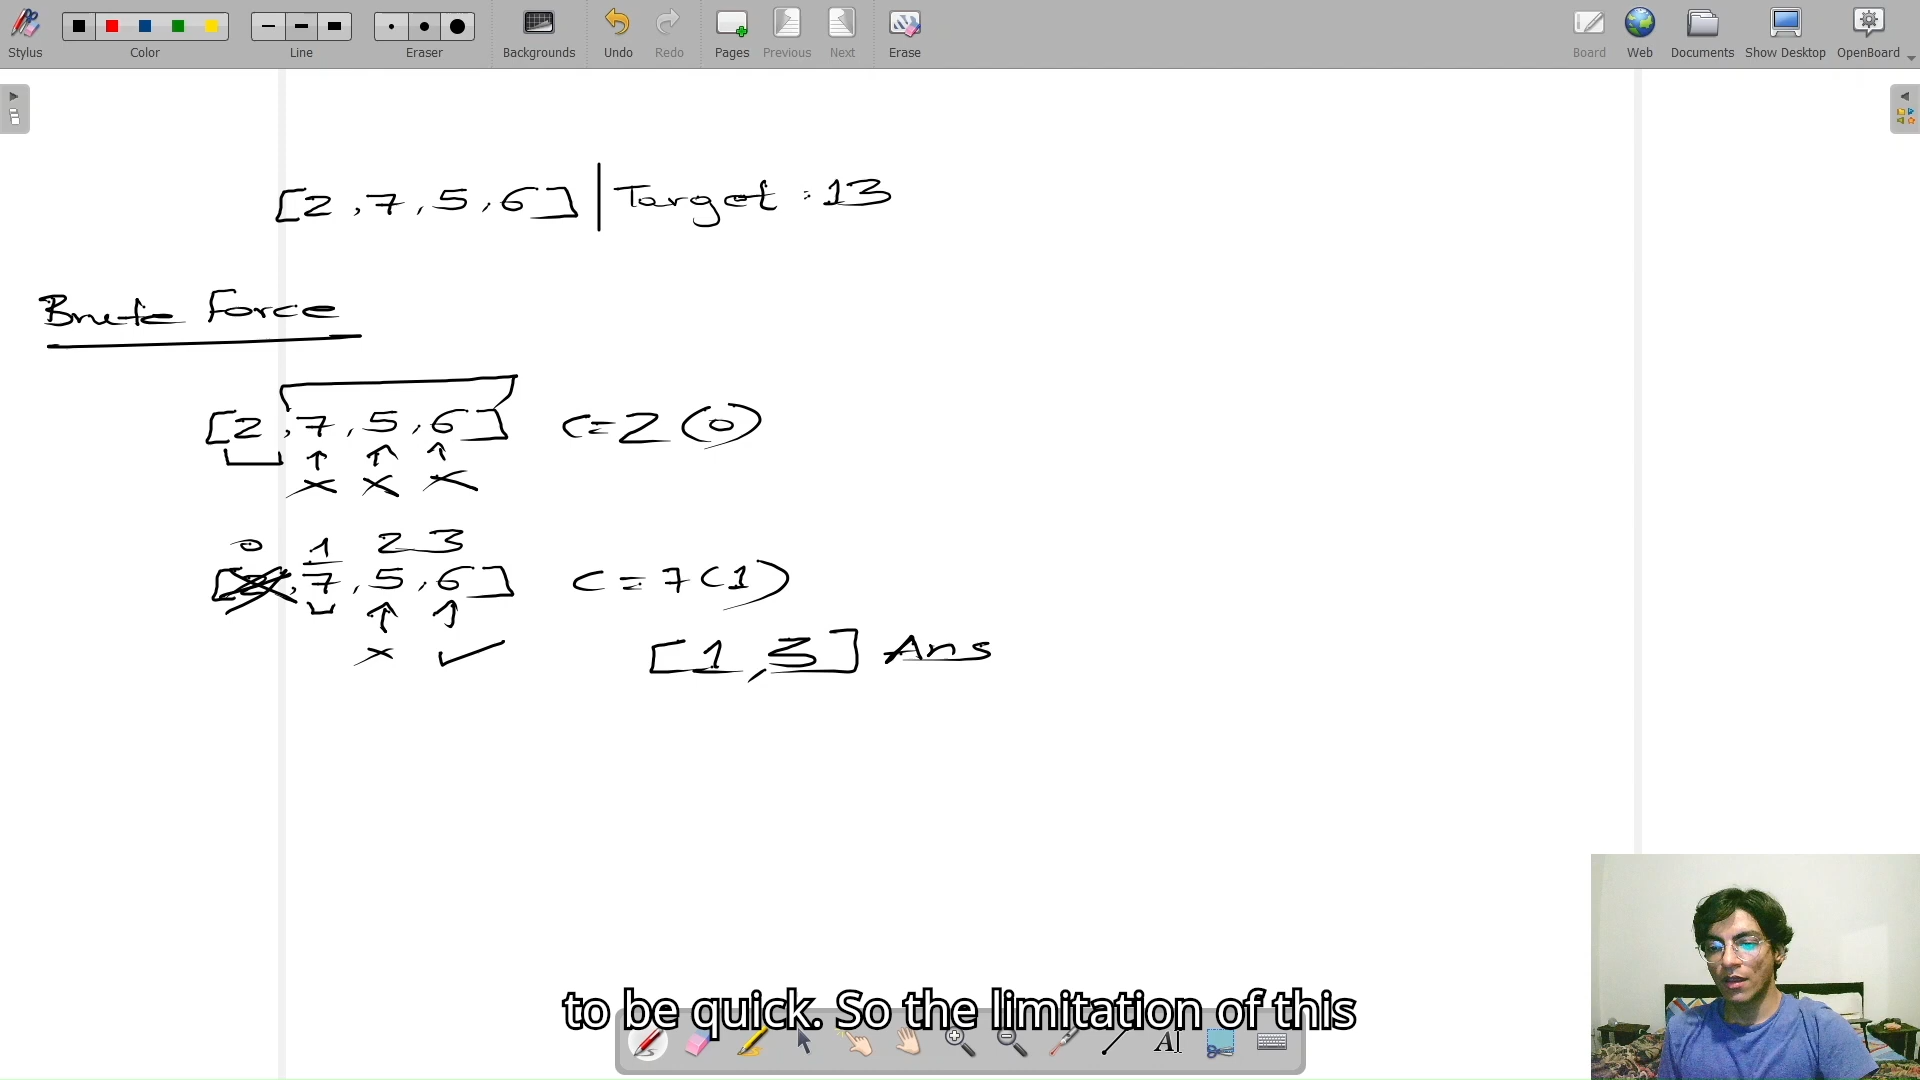 Stylus Color Line Eraser Backgrounds Undo Redo Pages Previous Next Erase Board Web Documents Show Desktop OpenBoard
[2,7,5,6] | Target : 13
Brute Force
[2,7,5,6] C=2(0)
0 1 2 3
[2,7,5,6] C=7(1)
[1,3] Ans
to be quick. So the limitation of this